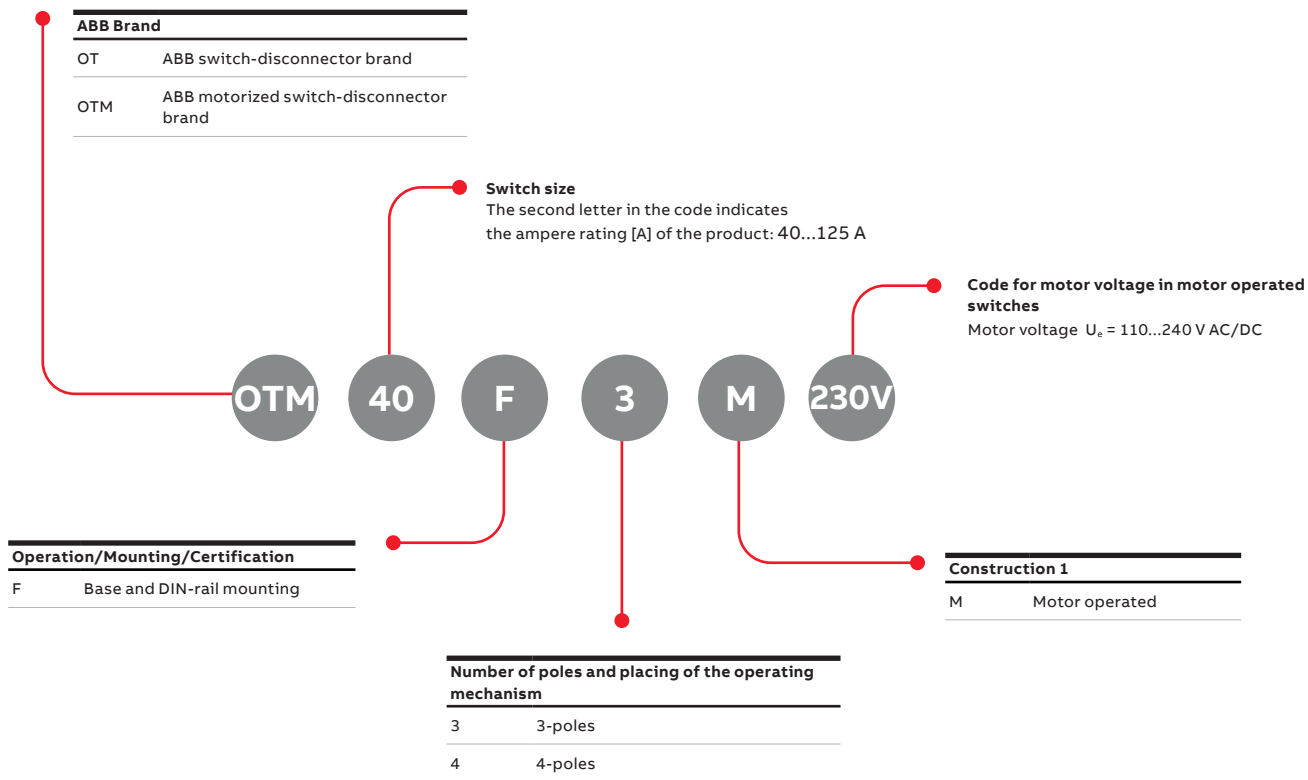 ABB Brand
OT ABB switch-disconnector brand
OTM ABB motorized switch-disconnector
brand
Switch size
The second letter in the code indicates
the ampere rating [A] of the product: 40...125 A
Code for motor voltage in motor operated
switches
Motor voltage Uₑ = 110...240 V AC/DC
OTM 40 F 3 M 230V
Operation/Mounting/Certification
F Base and DIN-rail mounting
Construction 1
M Motor operated
Number of poles and placing of the operating
mechanism
3 3-poles
4 4-poles